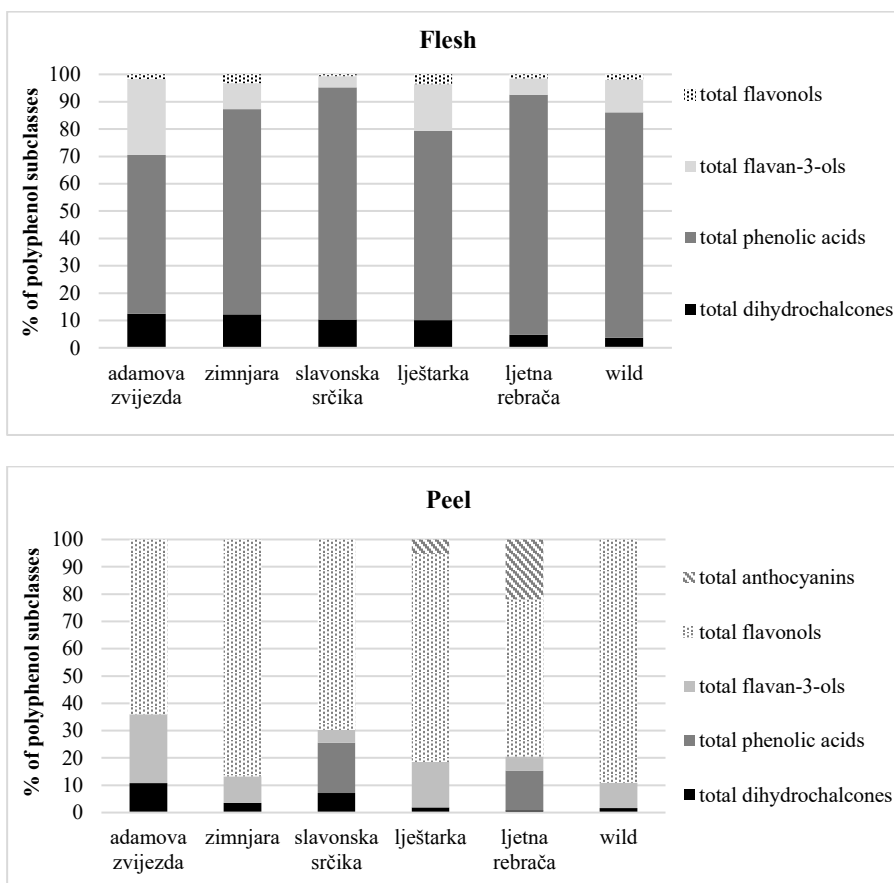 Flesh
% of polyphenol subclasses
100
90
80
70
60
50
40
30
20
10
0
adamova
zvijezda
zimnjara
slavonska
srčika
lještarka
ljetna
rebrača
wild
total flavonols
total flavan-3-ols
total phenolic acids
total dihydrochalcones
Peel
% of polyphenol subclasses
100
90
80
70
60
50
40
30
20
10
0
adamova
zvijezda
zimnjara
slavonska
srčika
lještarka
ljetna
rebrača
wild
total anthocyanins
total flavonols
total flavan-3-ols
total phenolic acids
total dihydrochalcones